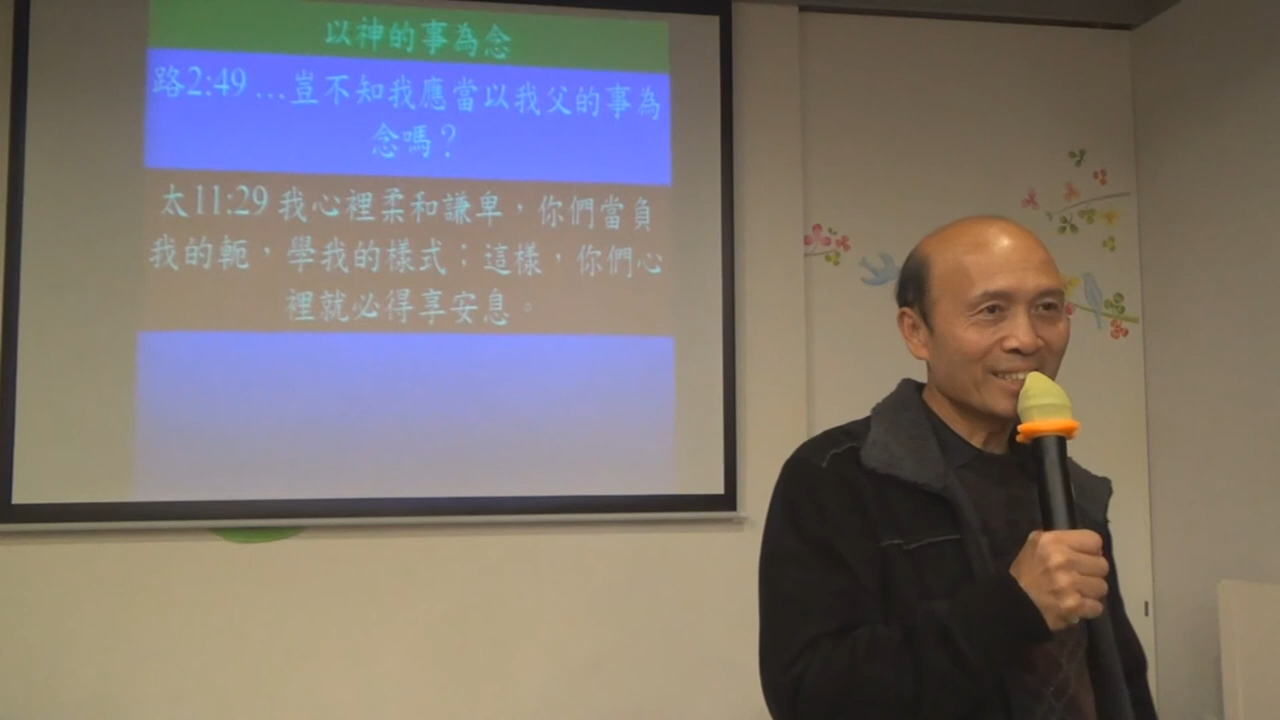 以神的事為念
路2:49 …豈不知我應當以我父的事為
念嗎？
太11:29 我心裡柔和謙卑，你們當負
我的軛，學我的樣式；這樣，你們心
裡就必得享安息。